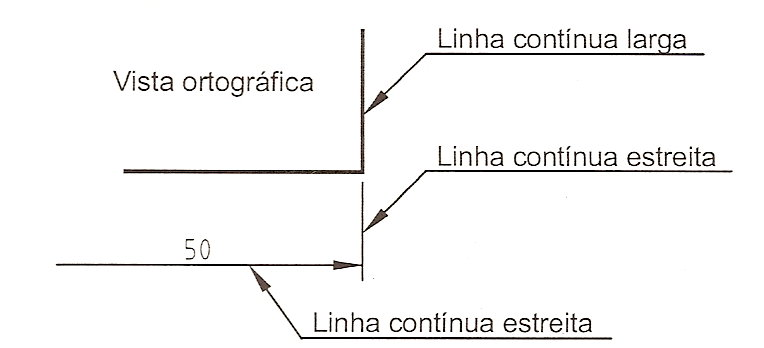 Linha contínua larga
Vista ortográfica
Linha contínua estreita
50
Linha contínua estreita